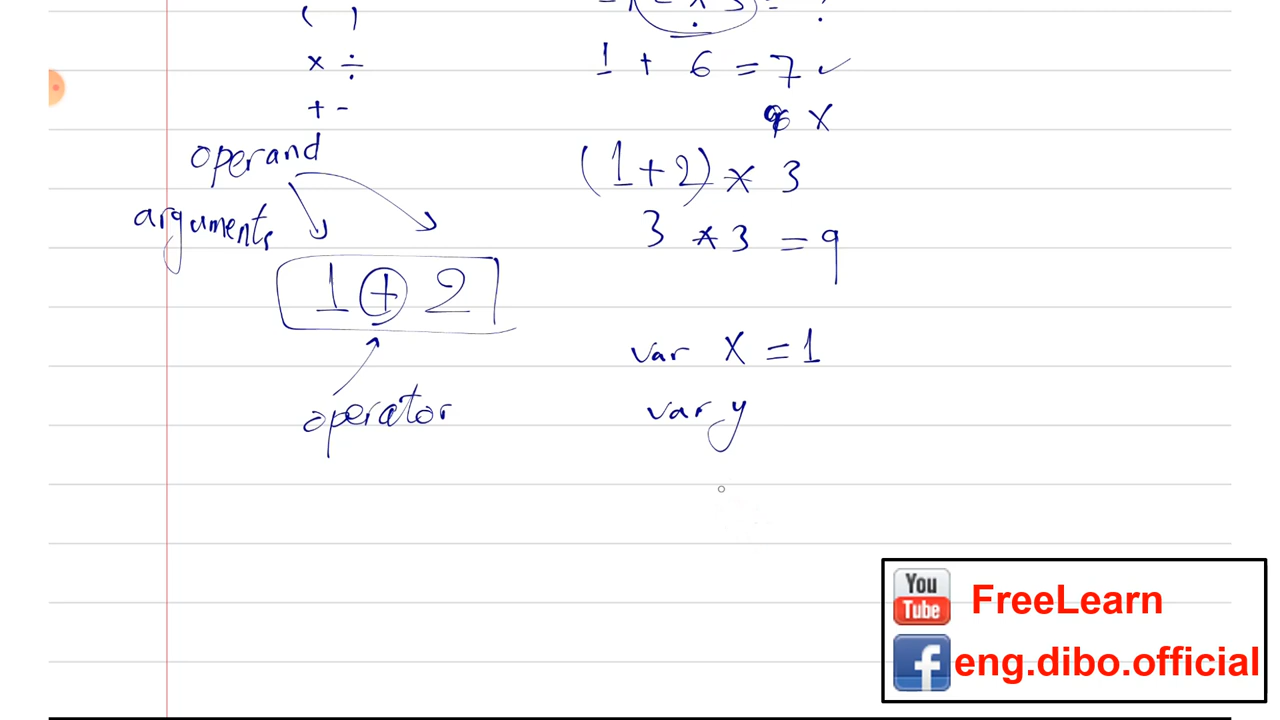 ( )
× ÷
+ -
operand
arguments
1 + 2
operator
1 + 6 = 7 ✓
X
(1+2) * 3
3 * 3 = 9
var x = 1
var y
You Tube FreeLearn
f eng.dibo.official